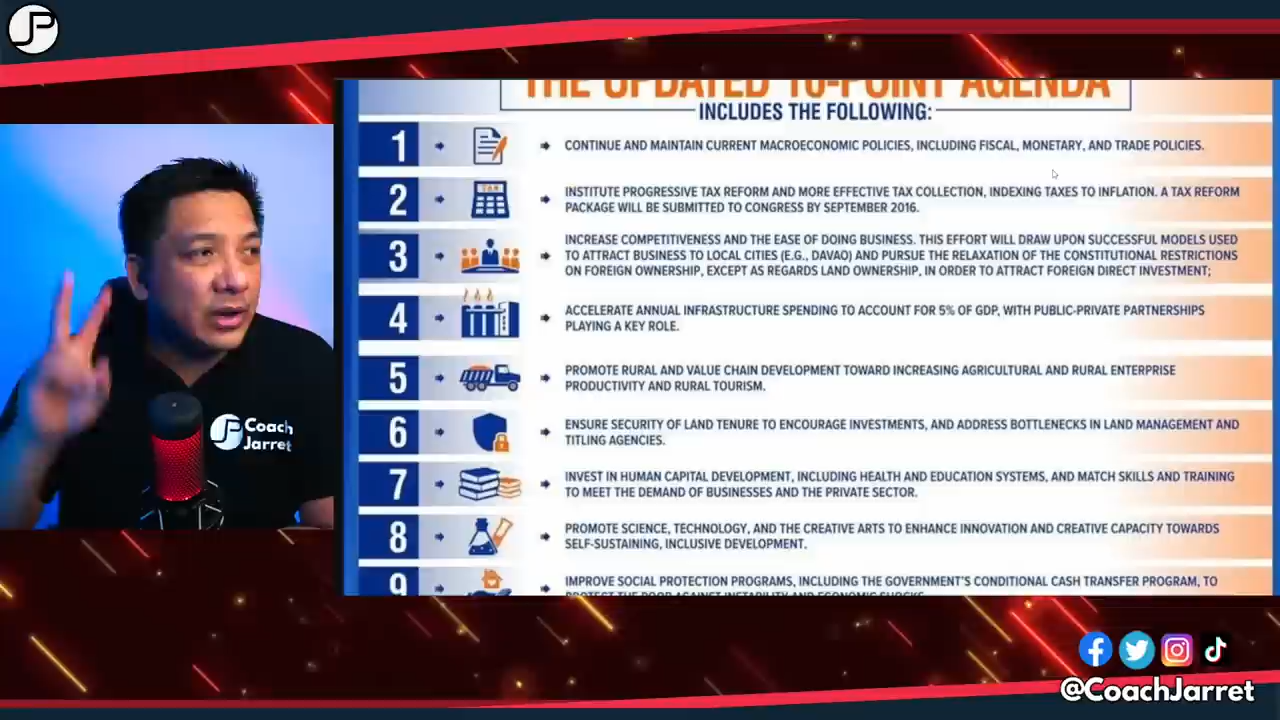 THE UPDATED 10-POINT AGENDA
INCLUDES THE FOLLOWING:
1
CONTINUE AND MAINTAIN CURRENT MACROECONOMIC POLICIES, INCLUDING FISCAL, MONETARY, AND TRADE POLICIES.
2
TAX
INSTITUTE PROGRESSIVE TAX REFORM AND MORE EFFECTIVE TAX COLLECTION, INDEXING TAXES TO INFLATION. A TAX REFORM
PACKAGE WILL BE SUBMITTED TO CONGRESS BY SEPTEMBER 2016.
3
INCREASE COMPETITIVENESS AND THE EASE OF DOING BUSINESS. THIS EFFORT WILL DRAW UPON SUCCESSFUL MODELS USED
TO ATTRACT BUSINESS TO LOCAL CITIES (E.G., DAVAO) AND PURSUE THE RELAXATION OF THE CONSTITUTIONAL RESTRICTIONS
ON FOREIGN OWNERSHIP, EXCEPT AS REGARDS LAND OWNERSHIP, IN ORDER TO ATTRACT FOREIGN DIRECT INVESTMENT;
4
ACCELERATE ANNUAL INFRASTRUCTURE SPENDING TO ACCOUNT FOR 5% OF GDP, WITH PUBLIC-PRIVATE PARTNERSHIPS
PLAYING A KEY ROLE.
5
PROMOTE RURAL AND VALUE CHAIN DEVELOPMENT TOWARD INCREASING AGRICULTURAL AND RURAL ENTERPRISE
PRODUCTIVITY AND RURAL TOURISM.
6
ENSURE SECURITY OF LAND TENURE TO ENCOURAGE INVESTMENTS, AND ADDRESS BOTTLENECKS IN LAND MANAGEMENT AND
TITLING AGENCIES.
7
INVEST IN HUMAN CAPITAL DEVELOPMENT, INCLUDING HEALTH AND EDUCATION SYSTEMS, AND MATCH SKILLS AND TRAINING
TO MEET THE DEMAND OF BUSINESSES AND THE PRIVATE SECTOR.
8
PROMOTE SCIENCE, TECHNOLOGY, AND THE CREATIVE ARTS TO ENHANCE INNOVATION AND CREATIVE CAPACITY TOWARDS
SELF-SUSTAINING, INCLUSIVE DEVELOPMENT.
9
IMPROVE SOCIAL PROTECTION PROGRAMS, INCLUDING THE GOVERNMENT'S CONDITIONAL CASH TRANSFER PROGRAM, TO
PROTECT THE POOR AGAINST INSTABILITY AND ECONOMIC SHOCKS.
Coach
Jarret
@CoachJarret